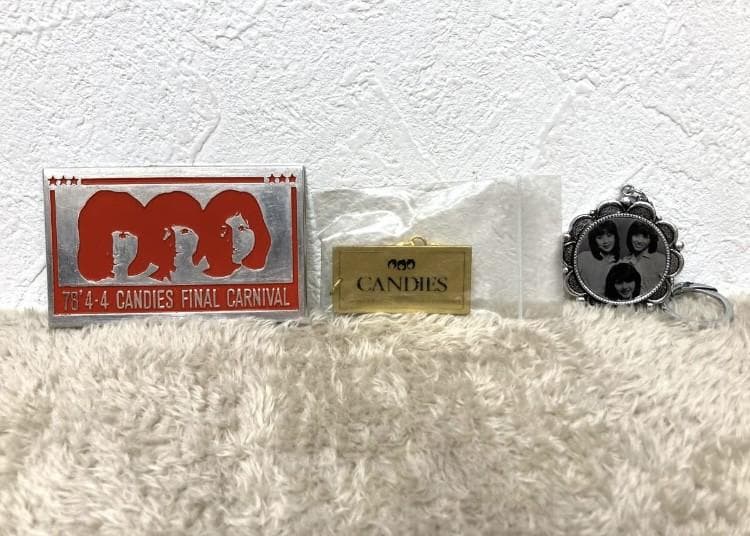 78' 4・4 CANDIES FINAL CARNIVAL
CANDIES